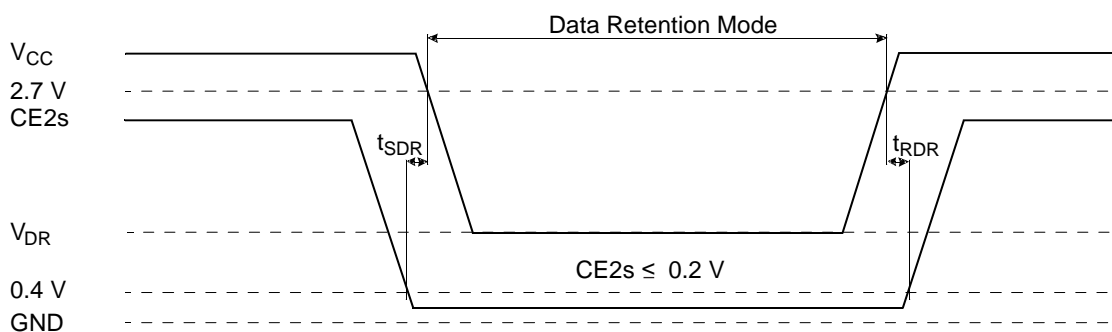 Data Retention Mode
VCC
2.7 V
CE2s
tSDR
tRDR
VDR
CE2s ≤ 0.2 V
0.4 V
GND